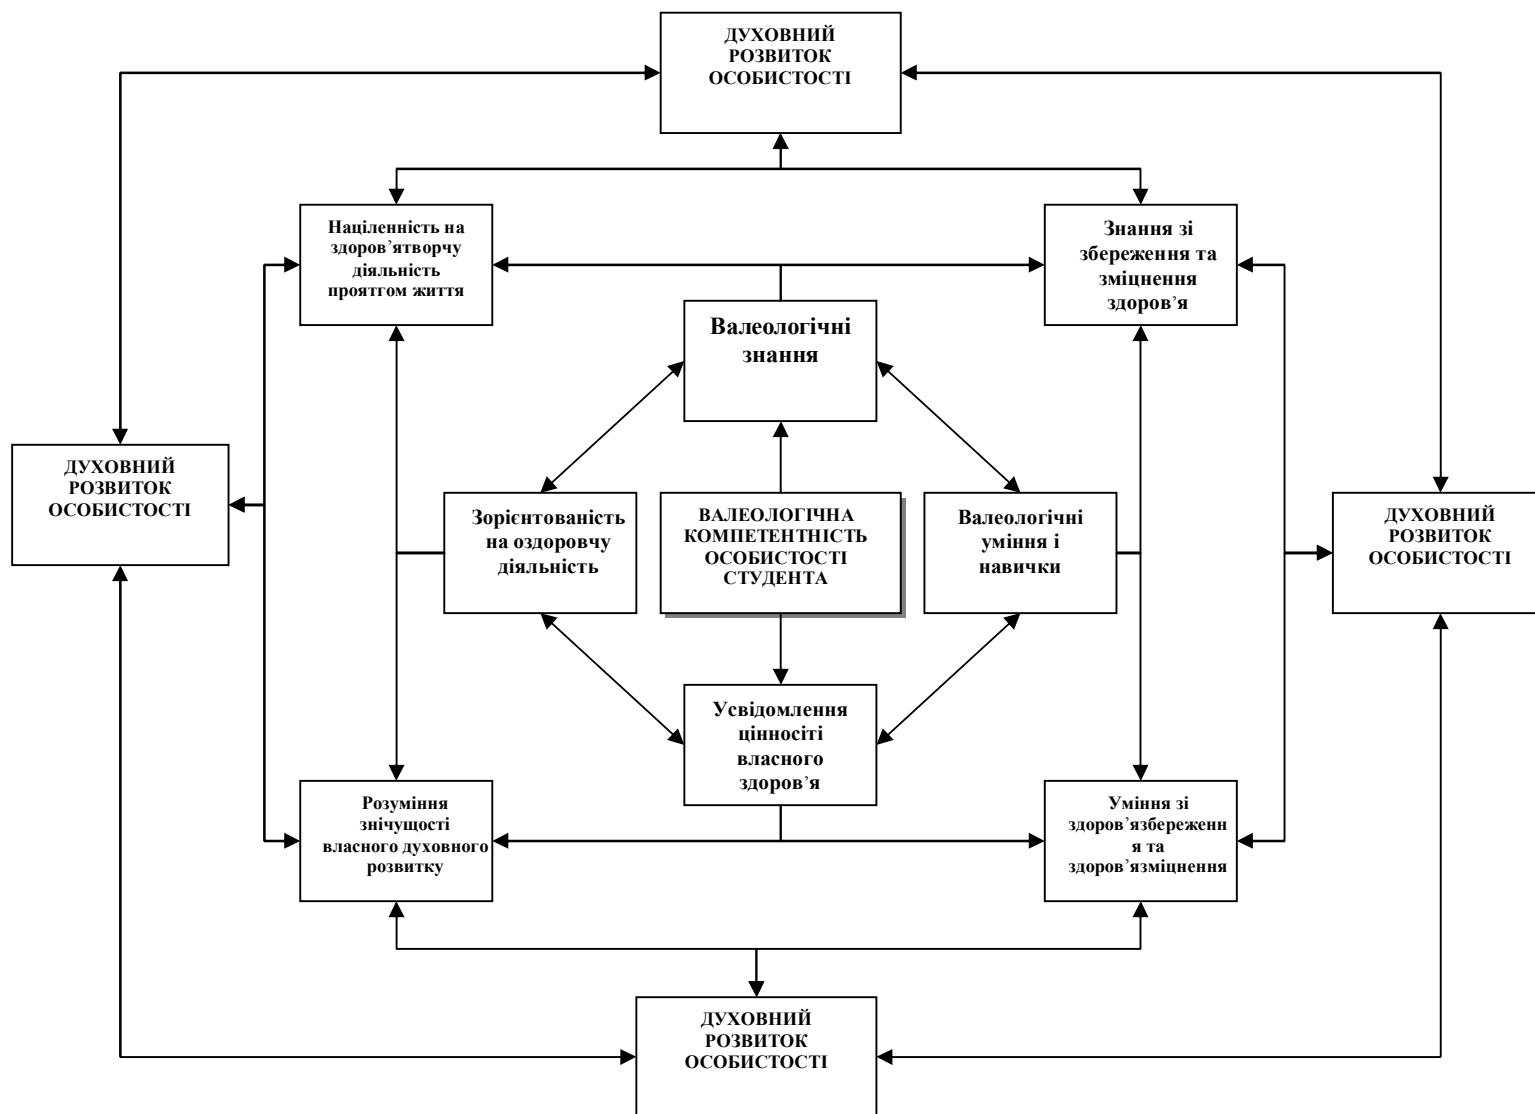 ДУХОВНИЙ
РОЗВИТОК
ОСОБИСТОСТІ
Націленність на
здоров’ятворчу
діяльність
проятгом життя
Знання зі
збереження та
зміцнення
здоров’я
Валеологічні
знання
ДУХОВНИЙ
РОЗВИТОК
ОСОБИСТОСТІ
Зорієнтованість
на оздоровчу
діяльність
ВАЛЕОЛОГІЧНА
КОМПЕТЕНТНІСТЬ
ОСОБИСТОСТІ
СТУДЕНТА
Валеологічні
уміння і
навички
ДУХОВНИЙ
РОЗВИТОК
ОСОБИСТОСТІ
Усвідомлення
цінносіті
власного
здоров’я
Розуміння
знічущості
власного духовного
розвитку
Уміння зі
здоров’язбереженн
я та
здоров’язміцнення
ДУХОВНИЙ
РОЗВИТОК
ОСОБИСТОСТІ